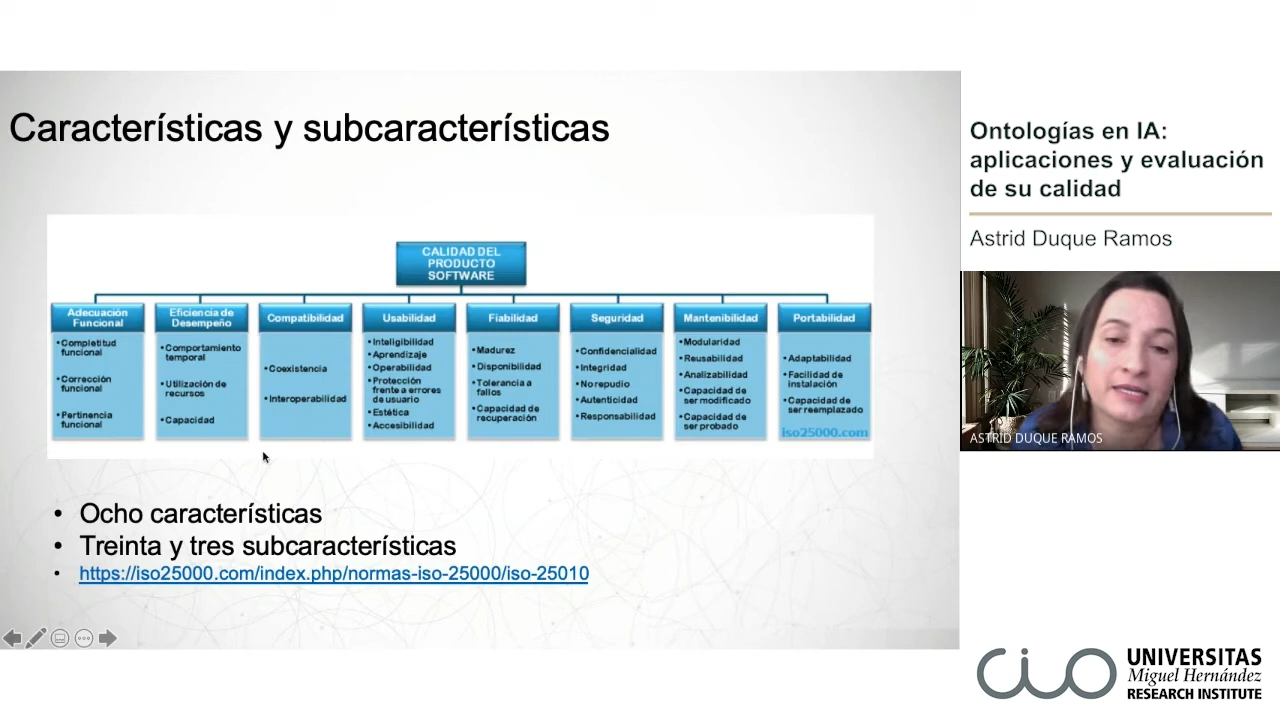 Características y subcaracterísticas
CALIDAD DEL
PRODUCTO
SOFTWARE
Adecuación
Funcional
•Completitud
funcional
•Corrección
funcional
•Pertinencia
funcional
Eficiencia de
Desempeño
•Comportamiento
temporal
•Utilización de
recursos
•Capacidad
Compatibilidad
•Coexistencia
•Interoperabilidad
Usabilidad
•Inteligibilidad
•Aprendizaje
•Operabilidad
•Protección
frente a errores
de usuario
•Estética
•Accesibilidad
Fiabilidad
•Madurez
•Disponibilidad
•Tolerancia a
fallos
•Capacidad de
recuperación
Seguridad
•Confidencialidad
•Integridad
•No repudio
•Autenticidad
•Responsabilidad
Mantenibilidad
•Modularidad
•Reusabilidad
•Analizabilidad
•Capacidad de
ser modificado
•Capacidad de
ser probado
Portabilidad
•Adaptabilidad
•Facilidad de
instalación
•Capacidad de
ser reemplazado
iso25000.com
• Ocho características
• Treinta y tres subcaracterísticas
• https://iso25000.com/index.php/normas-iso-25000/iso-25010
Ontologías en IA:
aplicaciones y evaluación
de su calidad
Astrid Duque Ramos
ASTRID DUQUE RAMOS
CIO
UNIVERSITAS
Miguel Hernández
RESEARCH INSTITUTE